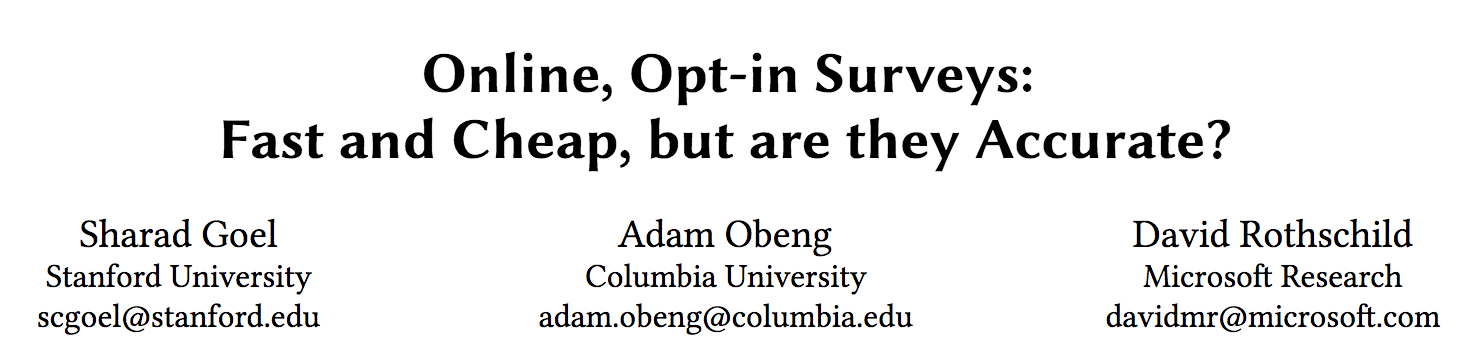 Online, Opt-in Surveys:
Fast and Cheap, but are they Accurate?
Sharad Goel
Stanford University
scgoel@stanford.edu
Adam Obeng
Columbia University
adam.obeng@columbia.edu
David Rothschild
Microsoft Research
davidmr@microsoft.com